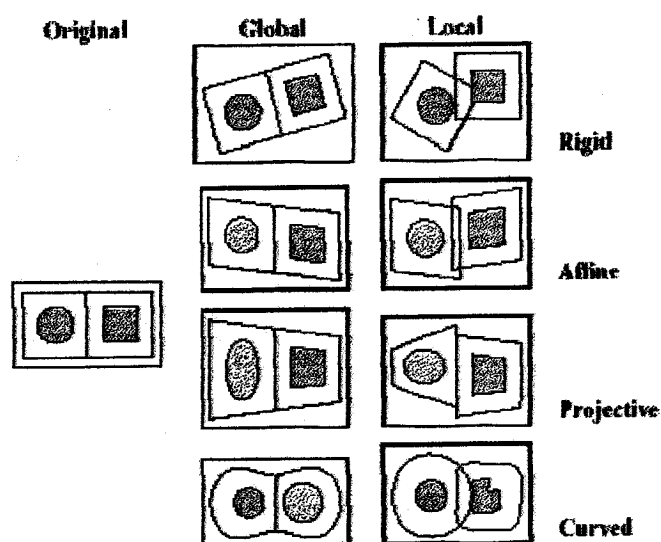 Original Global Local
Rigid
Affine
Projective
Curved